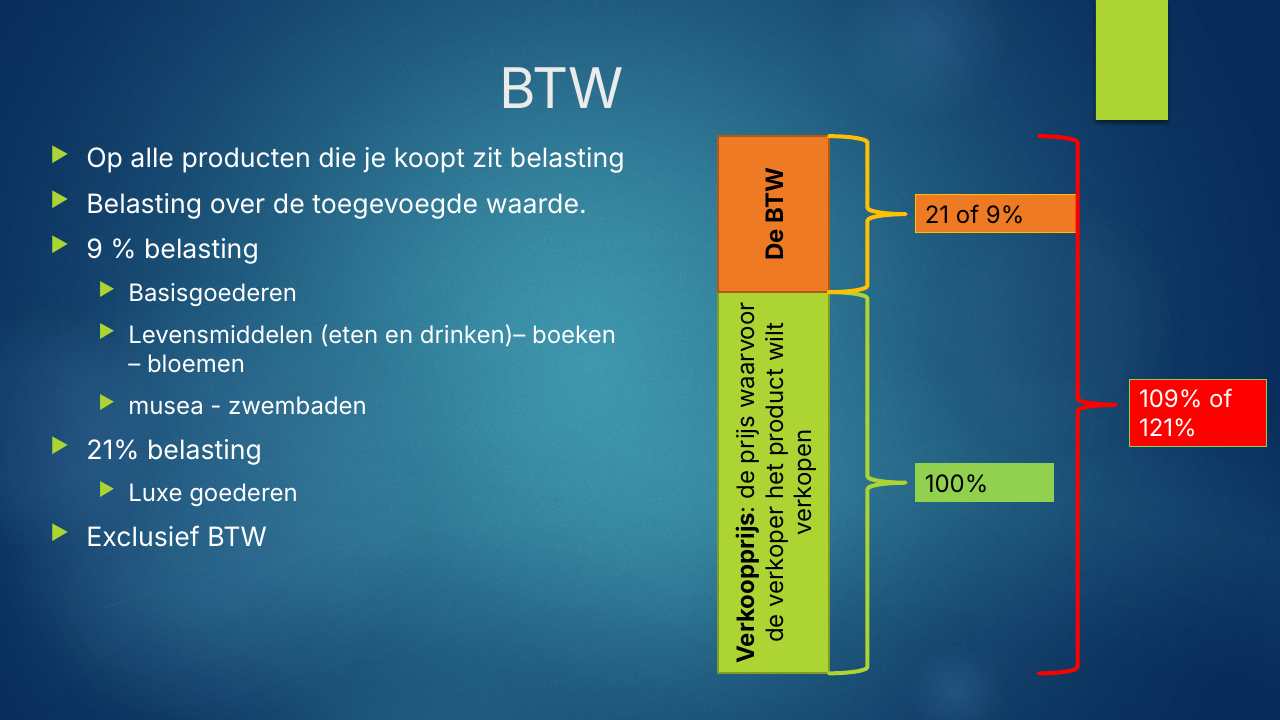 BTW
Op alle producten die je koopt zit belasting
Belasting over de toegevoegde waarde.
9 % belasting
Basisgoederen
Levensmiddelen (eten en drinken)– boeken
– bloemen
musea - zwembaden
21% belasting
Luxe goederen
Exclusief BTW
De BTW
Verkoopprijs: de prijs waarvoor
de verkoper het product wilt
verkopen
21 of 9%
100%
109% of
121%